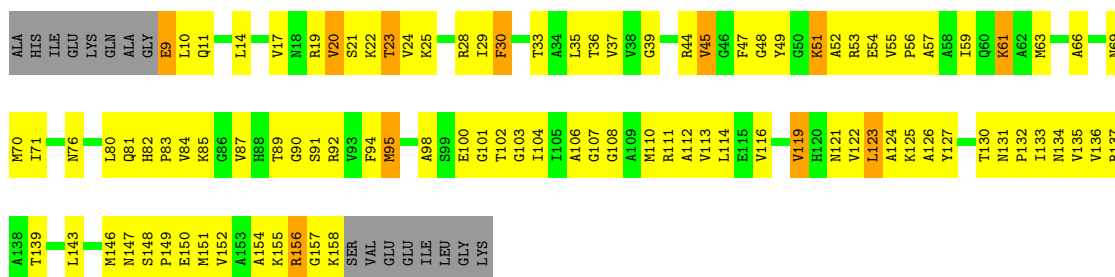 ALA HIS ILE GLU LYS GLN ALA GLY E9 L10 Q11 L14 V17 N18 R19 V20 S21 K22 T23 V24 K25 R28 I29 F30 T33 A34 L35 T36 V37 V38 G39 R44 V45 G46 F47 G48 Y49 G50 K51 A52 R53 E54 V55 P56 A57 A58 I59 Q60 K61 A62 M63 A66 N69
M70 I71 N76 L80 Q81 H82 P83 V84 K85 G86 V87 H88 T89 G90 S91 R92 V93 F94 M95 A98 S99 E100 G101 T102 G103 I104 I105 A106 G107 G108 A109 M110 R111 A112 V113 L114 E115 V116 V119 H120 N121 V122 L123 A124 K125 A126 Y127 T130 N131 P132 I133 N134 V135 V136 R137
A138 T139 L143 M146 N147 S148 P149 E150 M151 V152 A153 A154 K155 R156 G157 K158 SER VAL GLU GLU ILE LEU GLY LYS